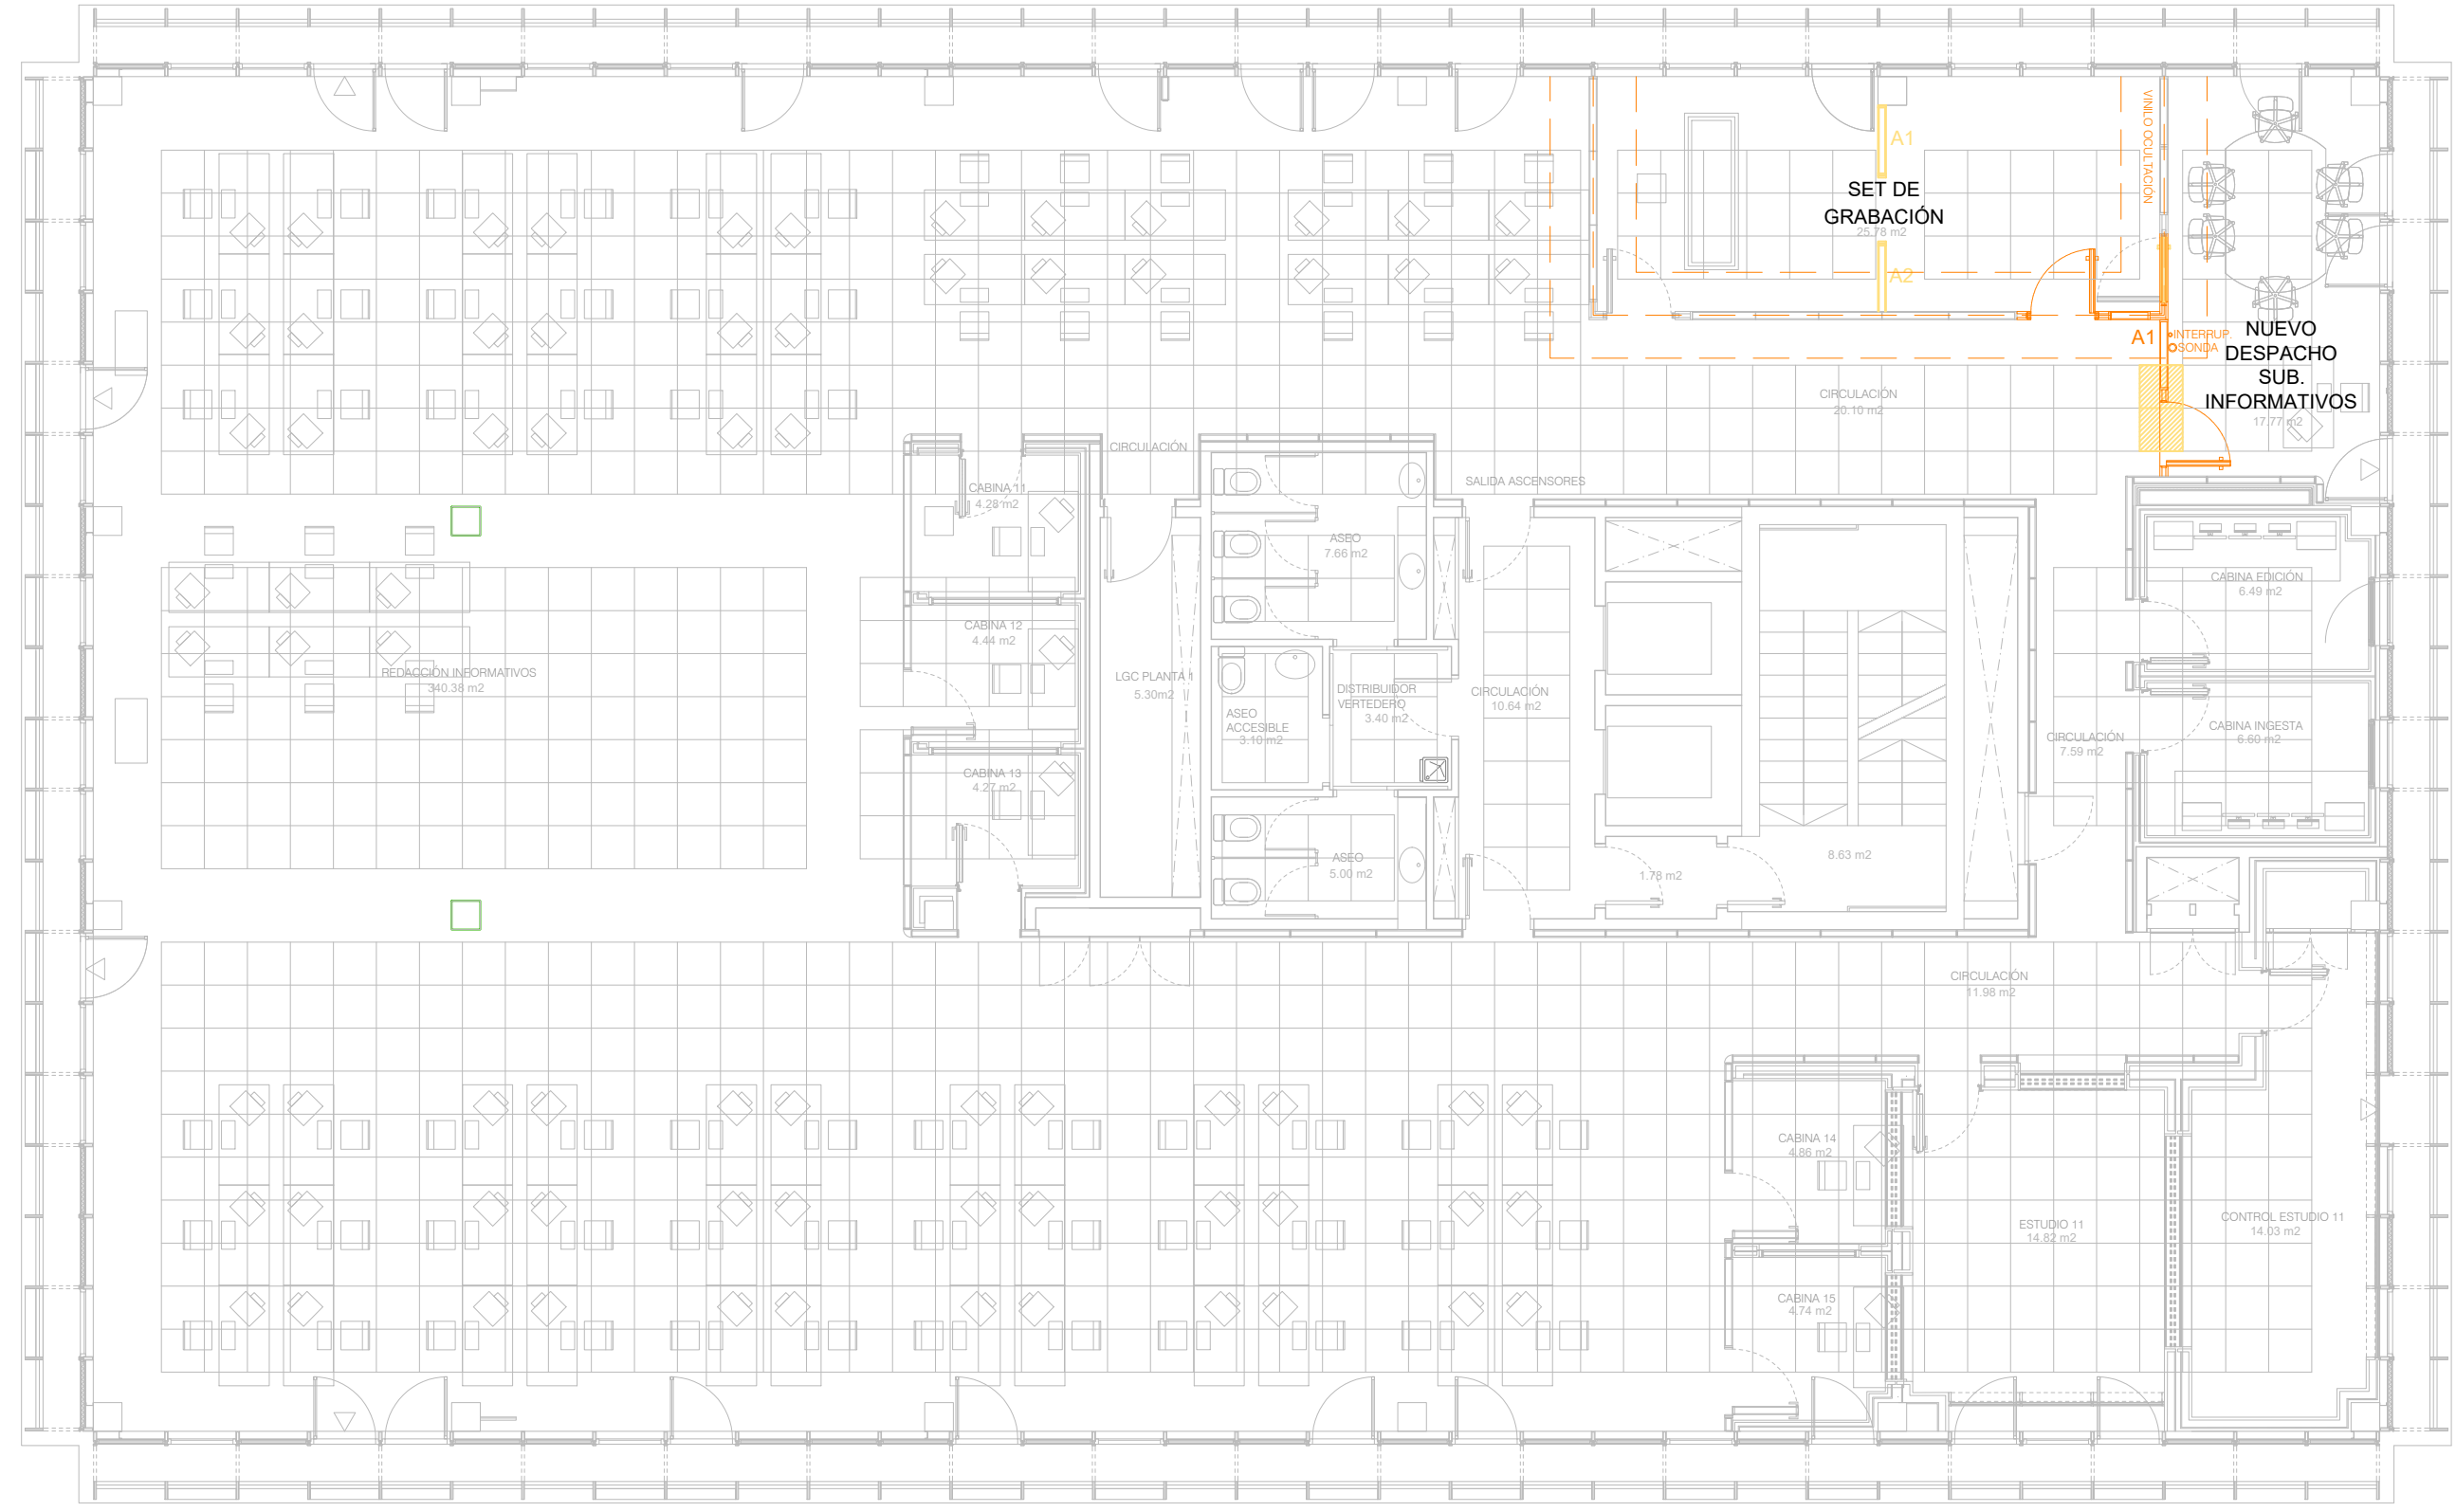 VINILO OCULTACIÓN
A1
SET DE
GRABACIÓN
25.78 m2
A2
A1
INTERRUP.
SONDA
NUEVO
DESPACHO
SUB.
INFORMATIVOS
17.77 m2
CIRCULACIÓN
20.10 m2
CIRCULACIÓN
SALIDA ASCENSORES
CABINA 11
4.28 m2
ASEO
7.66 m2
CABINA EDICIÓN
6.49 m2
CABINA 12
4.44 m2
REDACCIÓN INFORMATIVOS
340.38 m2
LGC PLANTA 1
5.30m2
DISTRIBUIDOR
VERTEDERO
3.40 m2
CIRCULACIÓN
10.64 m2
ASEO
ACCESIBLE
3.10 m2
CABINA INGESTA
6.60 m2
CIRCULACIÓN
7.59 m2
CABINA 13
4.27 m2
ASEO
5.00 m2
8.63 m2
1.78 m2
CIRCULACIÓN
11.98 m2
CABINA 14
4.86 m2
ESTUDIO 11
14.82 m2
CONTROL ESTUDIO 11
14.03 m2
CABINA 15
4.74 m2